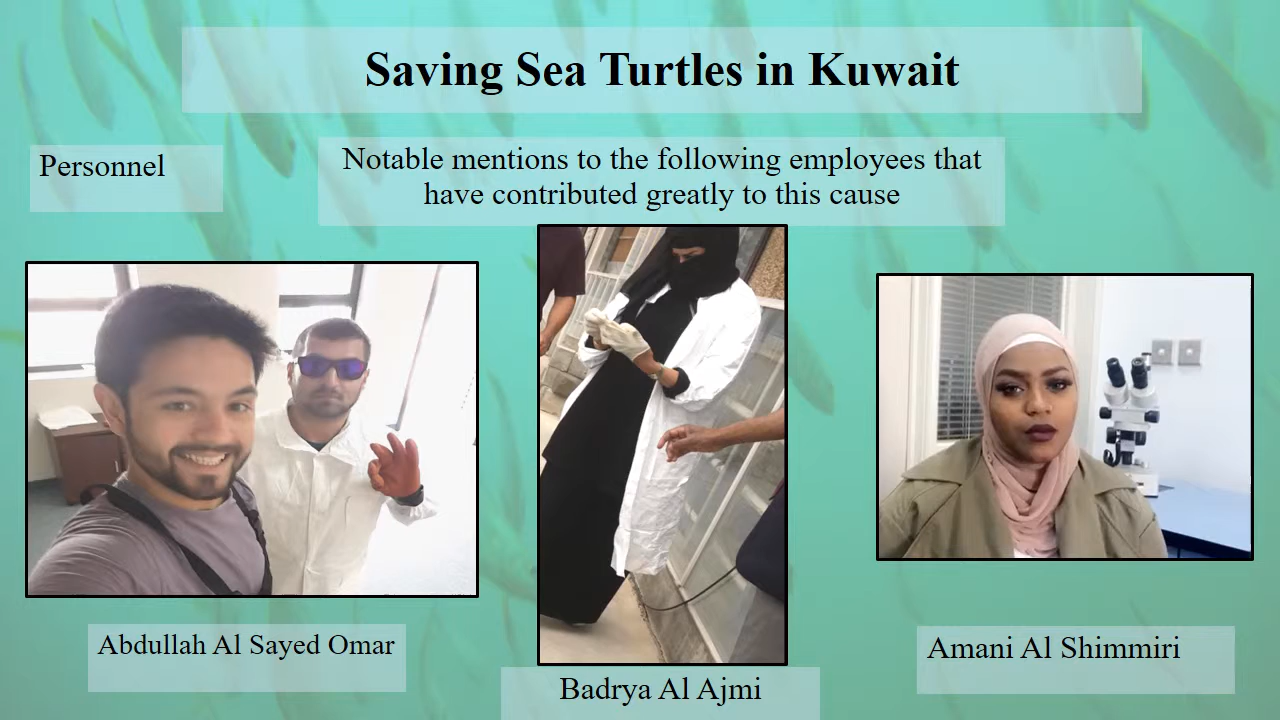 Saving Sea Turtles in Kuwait
Personnel
Notable mentions to the following employees that
have contributed greatly to this cause
Abdullah Al Sayed Omar
Badrya Al Ajmi
Amani Al Shimmiri